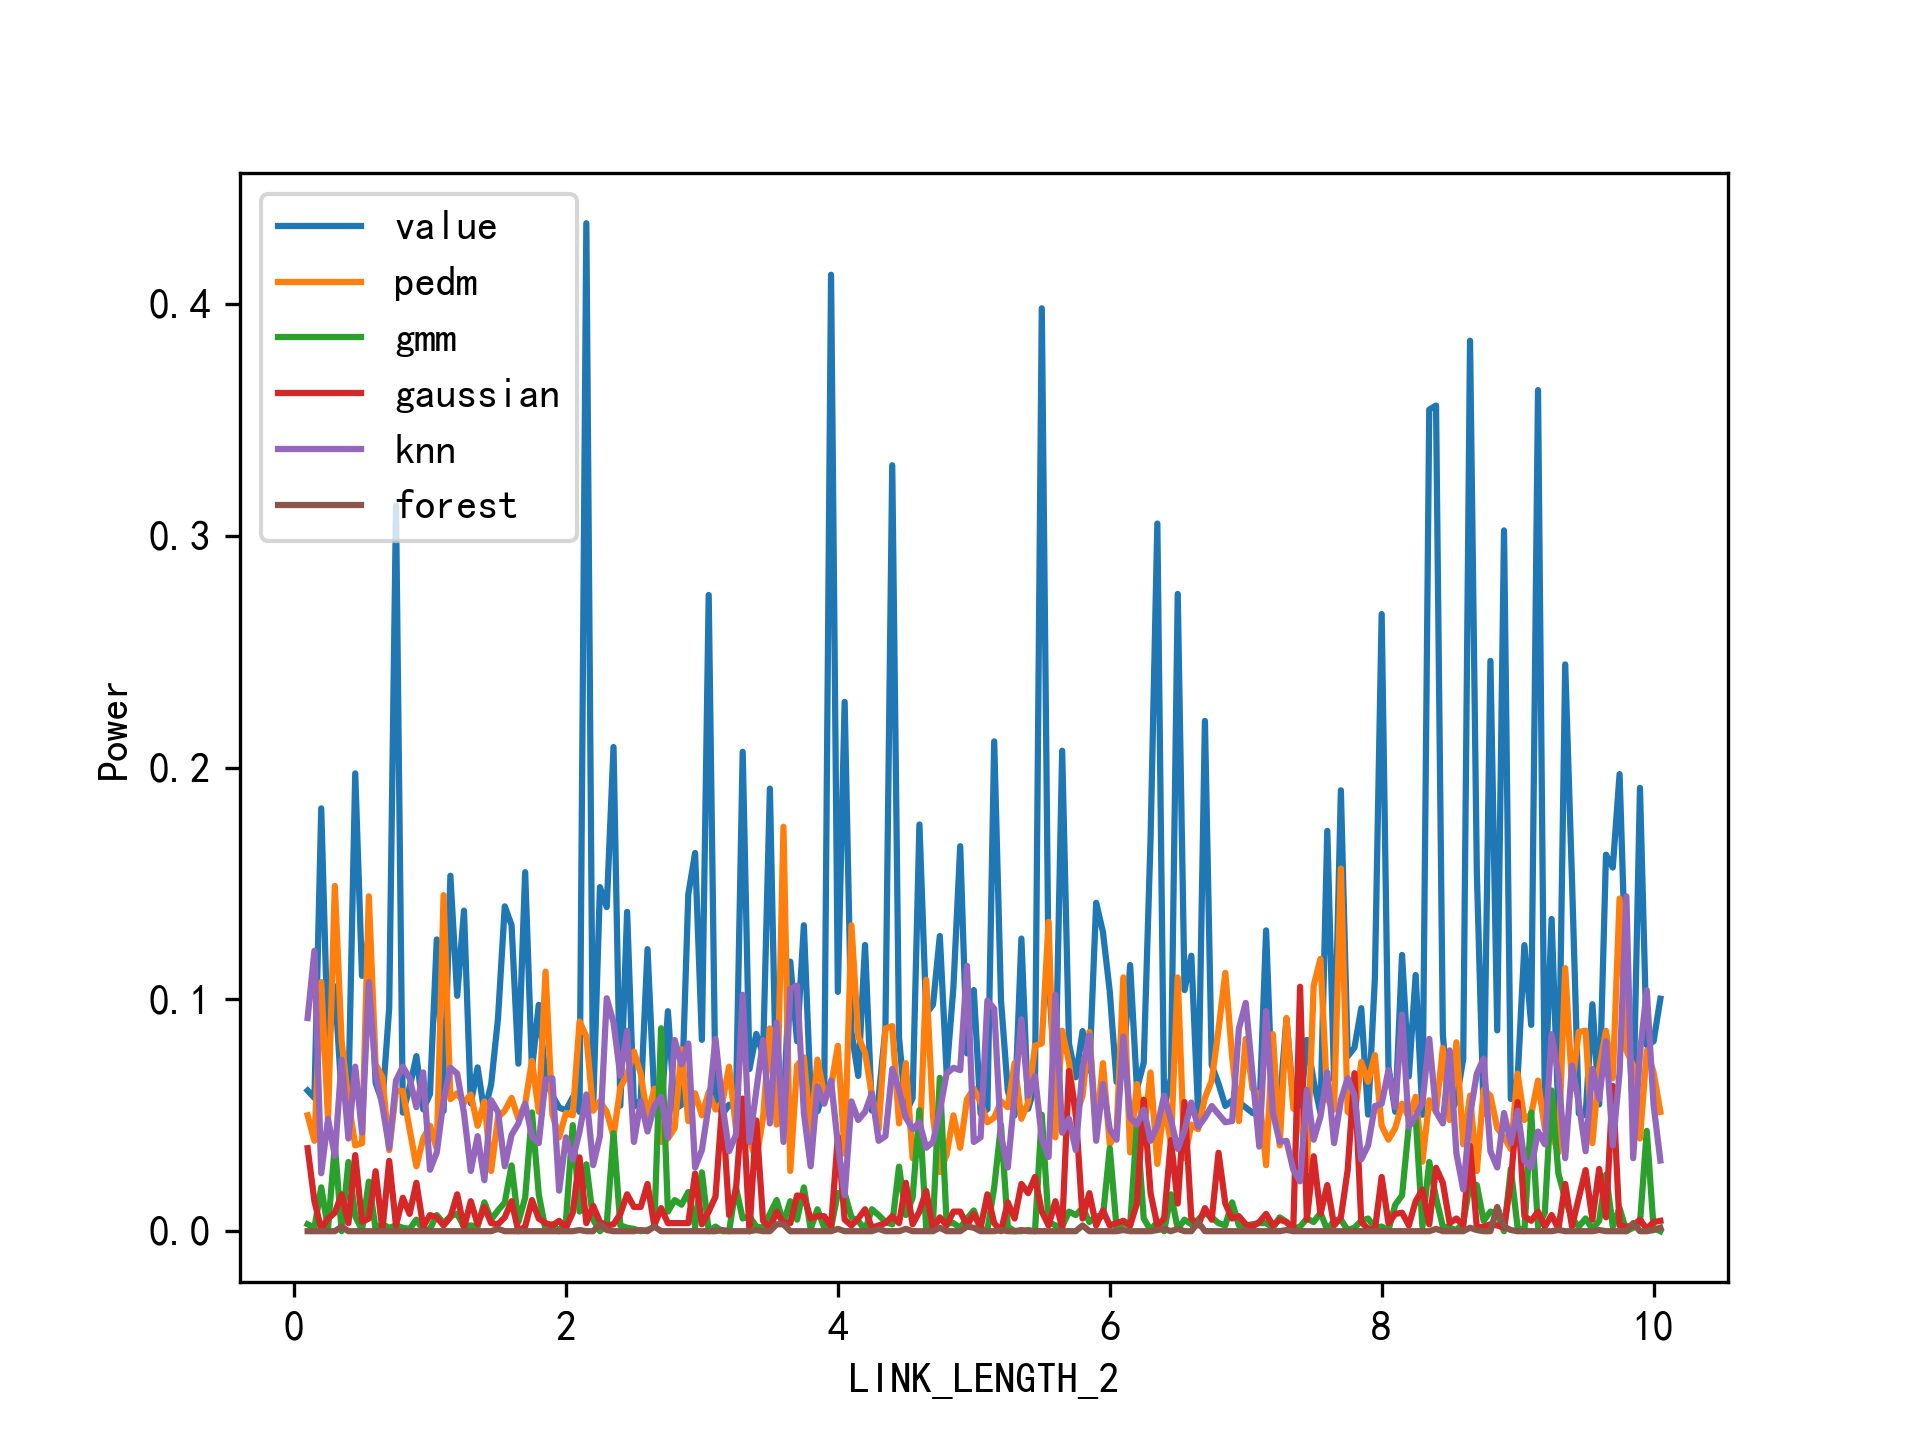 value
pedm
gmm
gaussian
knn
forest
0.4
0.3
0.2
0.1
0.0
Power
0 2 4 6 8 10
LINK_LENGTH_2